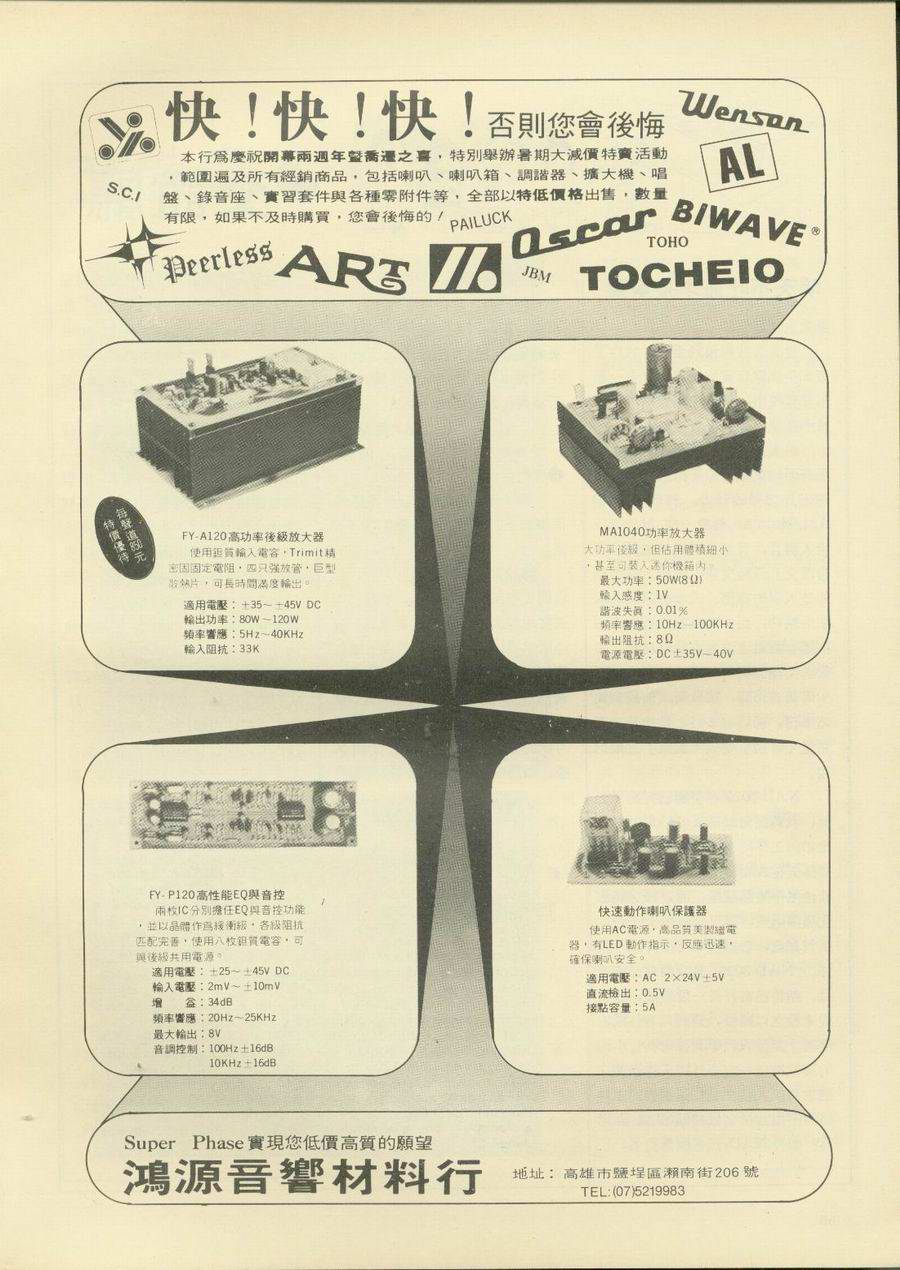 快！快！快！否則您會後悔
本行為慶祝開幕兩週年暨喬遷之喜，特別舉辦暑期大減價特賣活動
，範圍遍及所有經銷商品，包括喇叭、喇叭箱、調諧器、擴大機、唱
盤、錄音座、實習套件與各種零附件等，全部以特低價格出售，數量
有限，如果不及時購買，您會後悔的！
Wensan
AL
S.C.I
PAILUCK
Oscar
BIWAVE®
TOHO
Peerless
ART
JBM
TOCHEIO
每聲道850元
特價優待
FY-A120高功率後級放大器
使用鉭質輸入電容，Trimit精
密固固定電阻，四只強放管，巨型
散熱片，可長時間滿度輸出。
適用電壓：±35～±45V DC
輸出功率：80W～120W
頻率響應：5Hz～40KHz
輸入阻抗：33K
MA1040功率放大器
大功率後級，但佔用體積細小
，甚至可裝入迷你機箱內。
最大功率：50W(8Ω)
輸入感度：1V
諧波失真：0.01%
頻率響應：10Hz—100KHz
輸出阻抗：8Ω
電源電壓：DC±35V—40V
FY-P120高性能EQ與音控
兩枚IC分別擔任EQ與音控功能
，並以晶體作為緩衝級，各級阻抗
匹配完善，使用八枚鉭質電容，可
與後級共用電源。
適用電壓：±25～±45V DC
輸入電壓：2mV～±10mV
增　　益：34dB
頻率響應：20Hz～25KHz
最大輸出：8V
音調控制：100Hz±16dB
10KHz±16dB
快速動作喇叭保護器
使用AC電源，高品質美製繼電
器，有LED動作指示，反應迅速，
確保喇叭安全。
適用電壓：AC 2×24V±5V
直流檢出：0.5V
接點容量：5A
Super Phase實現您低價高質的願望
鴻源音響材料行
地址：高雄市鹽埕區瀨南街206號
TEL:(07)5219983